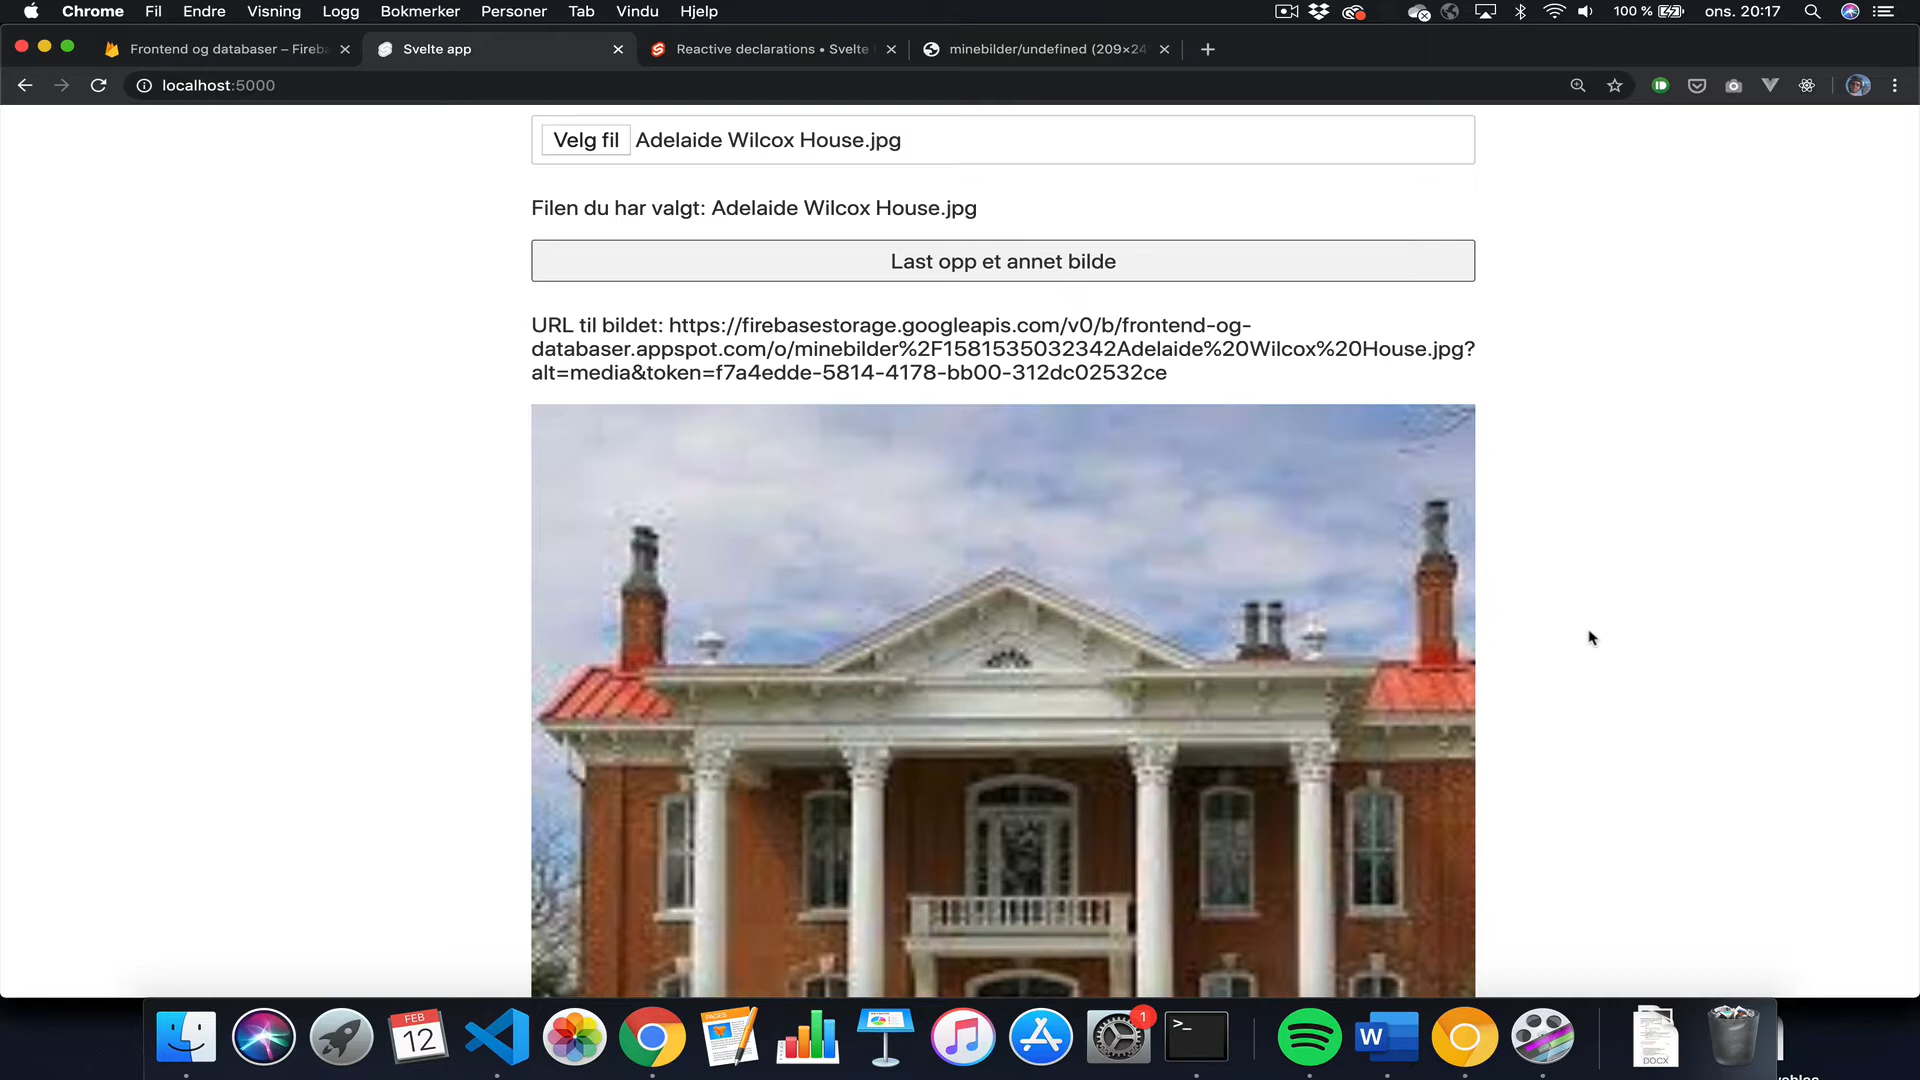 Chrome Fil Endre Visning Logg Bokmerker Personer Tab Vindu Hjelp 100 % ons. 20:17
Frontend og databaser – Fireba Svelte app Reactive declarations • Svelte minebilder/undefined (209×24
localhost:5000
Velg fil Adelaide Wilcox House.jpg
Filen du har valgt: Adelaide Wilcox House.jpg
Last opp et annet bilde
URL til bildet: https://firebasestorage.googleapis.com/v0/b/frontend-og-
databaser.appspot.com/o/minebilder%2F1581535032342Adelaide%20Wilcox%20House.jpg?
alt=media&token=f7a4edde-5814-4178-bb00-312dc02532ce
FEB
12
PAGES
1
>_
W
DOCX